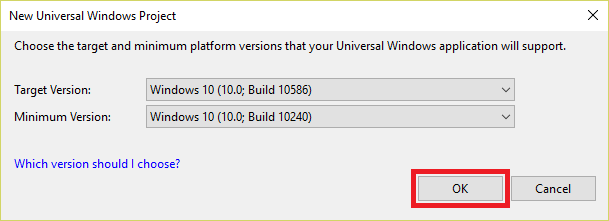 New Universal Windows Project
Choose the target and minimum platform versions that your Universal Windows application will support.
Target Version: Windows 10 (10.0; Build 10586)
Minimum Version: Windows 10 (10.0; Build 10240)
Which version should I choose?
OK Cancel